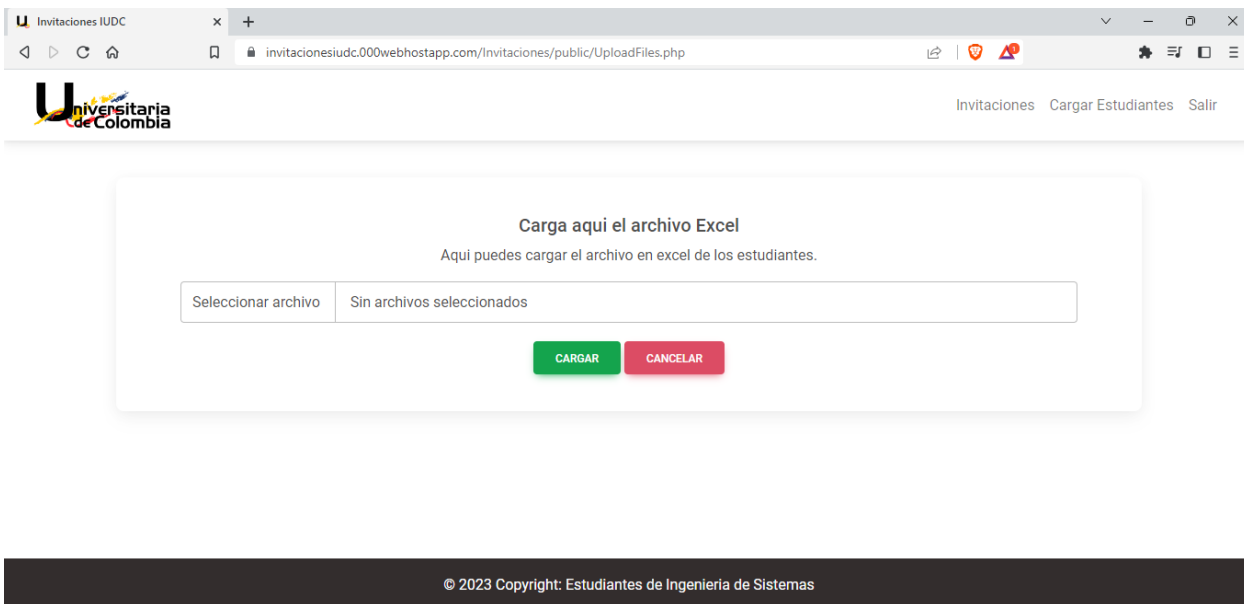 Invitaciones IUDC
invitacionesiudc.000webhostapp.com/Invitaciones/public/UploadFiles.php
Universitaria
de Colombia
Invitaciones Cargar Estudiantes Salir
Carga aqui el archivo Excel
Aqui puedes cargar el archivo en excel de los estudiantes.
Seleccionar archivo Sin archivos seleccionados
CARGAR CANCELAR
© 2023 Copyright: Estudiantes de Ingenieria de Sistemas